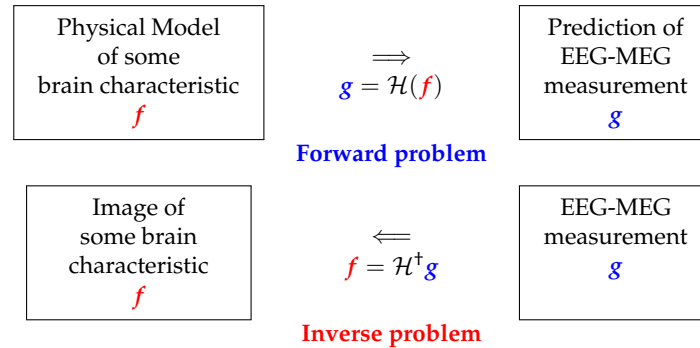 Physical Model
of some
brain characteristic
f
⟹
g = ℋ(f)
Forward problem
Prediction of
EEG-MEG
measurement
g
Image of
some brain
characteristic
f
⟸
f = ℋ†g
Inverse problem
EEG-MEG
measurement
g